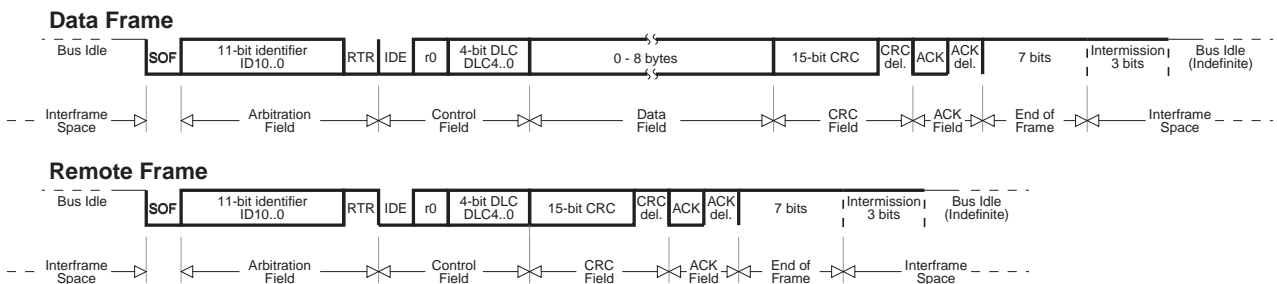 Data Frame
Bus Idle
SOF
11-bit identifier
ID10..0
RTR
IDE
r0
4-bit DLC
DLC4..0
0 - 8 bytes
15-bit CRC
CRC
del.
ACK
ACK
del.
7 bits
Intermission
3 bits
Bus Idle
(Indefinite)
Interframe
Space
Arbitration
Field
Control
Field
Data
Field
CRC
Field
ACK
Field
End of
Frame
Interframe
Space
Remote Frame
Bus Idle
SOF
11-bit identifier
ID10..0
RTR
IDE
r0
4-bit DLC
DLC4..0
15-bit CRC
CRC
del.
ACK
ACK
del.
7 bits
Intermission
3 bits
Bus Idle
(Indefinite)
Interframe
Space
Arbitration
Field
Control
Field
CRC
Field
ACK
Field
End of
Frame
Interframe
Space